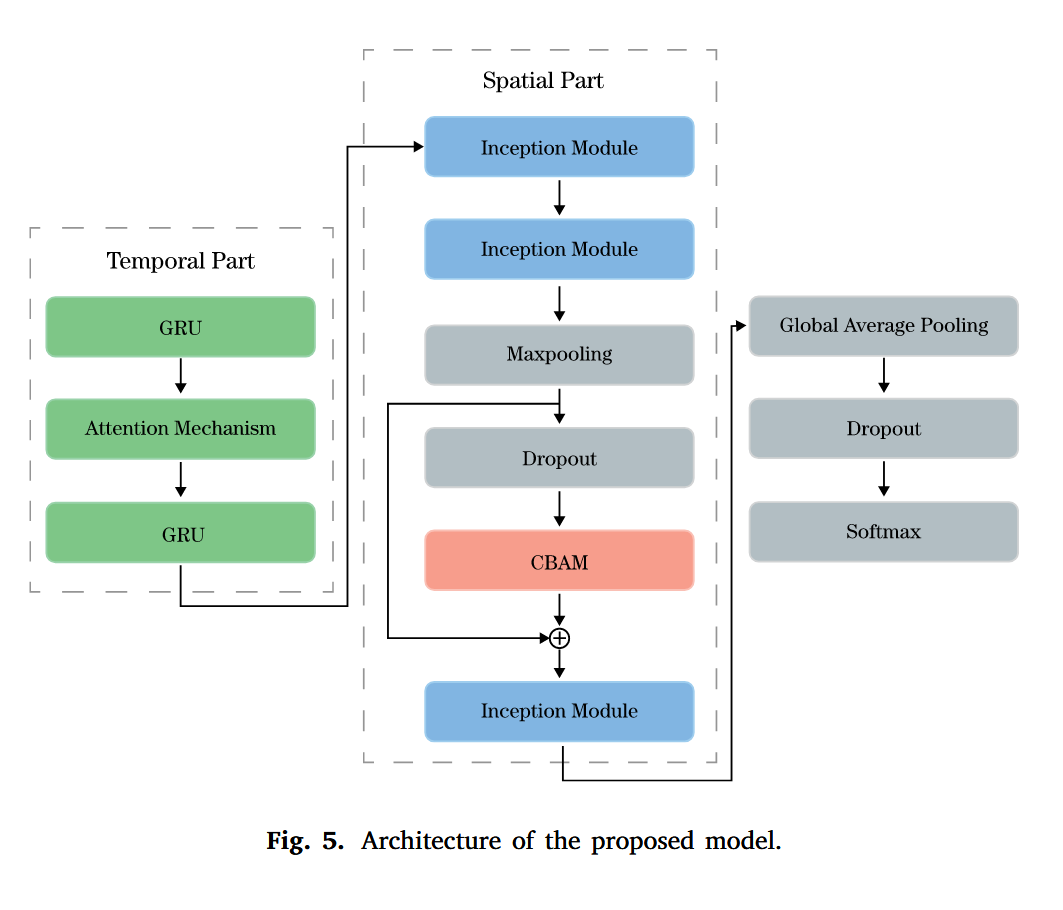 Temporal Part
GRU
Attention Mechanism
GRU
Spatial Part
Inception Module
Inception Module
Maxpooling
Dropout
CBAM
Inception Module
Global Average Pooling
Dropout
Softmax
Fig. 5. Architecture of the proposed model.